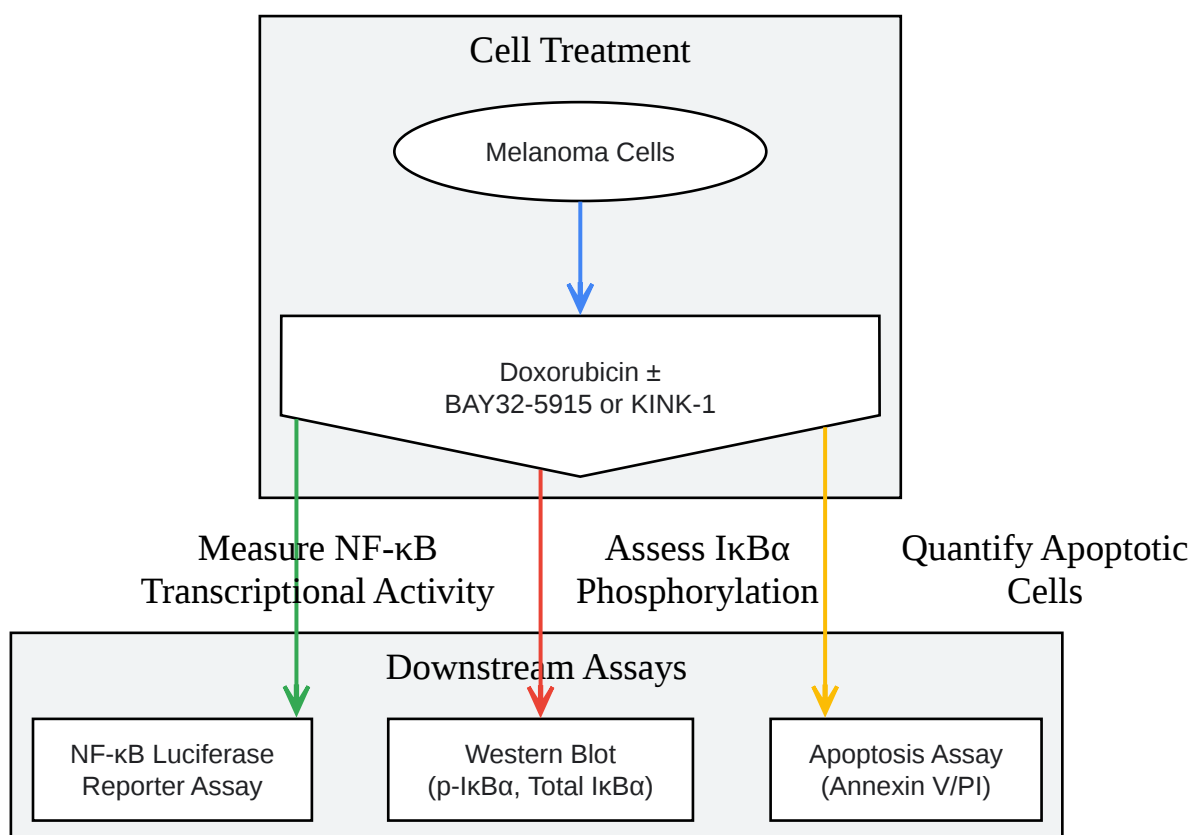 Cell Treatment
Melanoma Cells
Doxorubicin ±
BAY32-5915 or KINK-1
Measure NF-κB
Transcriptional Activity
Assess IκBα
Phosphorylation
Quantify Apoptotic
Cells
Downstream Assays
NF-κB Luciferase
Reporter Assay
Western Blot
(p-IκBα, Total IκBα)
Apoptosis Assay
(Annexin V/PI)